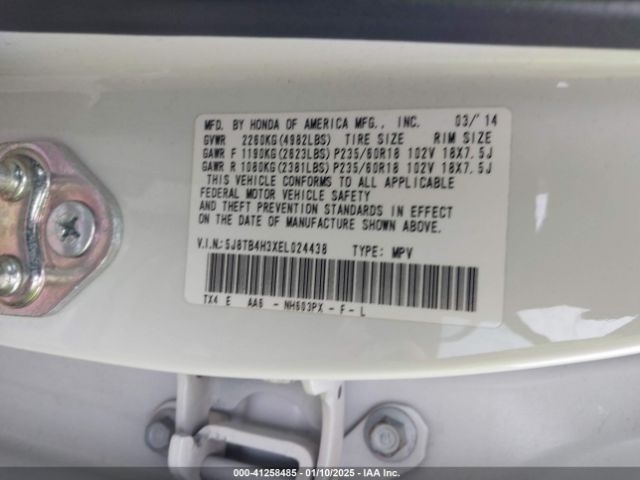 MFD. BY HONDA OF AMERICA MFG., INC. 03/'14
GVWR 2260KG(4982LBS) TIRE SIZE RIM SIZE
GAWR F 1190KG(2623LBS) P235/60R18 102V 18X7.5J
GAWR R 1080KG(2381LBS) P235/60R18 102V 18X7.5J
THIS VEHICLE CONFORMS TO ALL APPLICABLE
FEDERAL MOTOR VEHICLE SAFETY
AND THEFT PREVENTION STANDARDS IN EFFECT
ON THE DATE OF MANUFACTURE SHOWN ABOVE.
V.I.N.: 5J8TB4H3XEL024438 TYPE: MPV
TX4 E AA6 - NH603PX - F - L
000-41258485 - 01/10/2025 - IAA Inc.